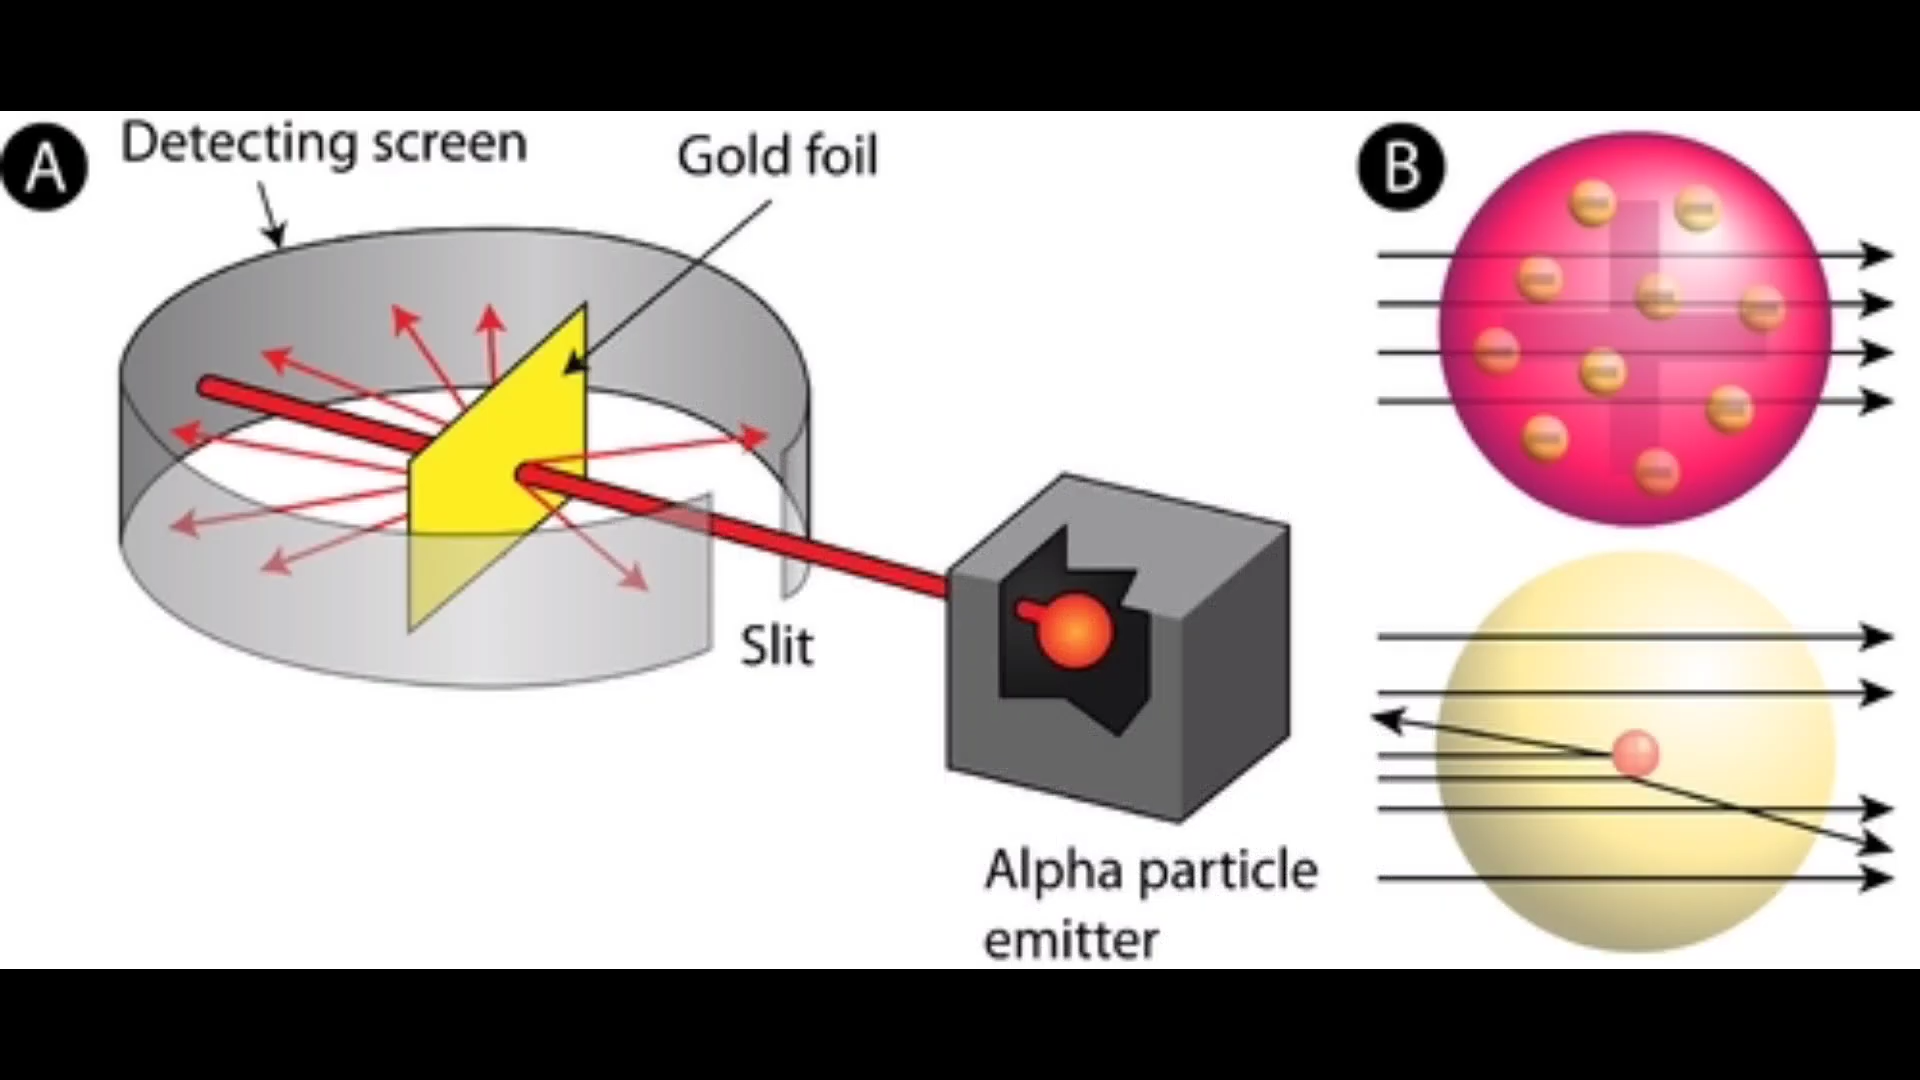 A
Detecting screen
Gold foil
Slit
Alpha particle
emitter
B